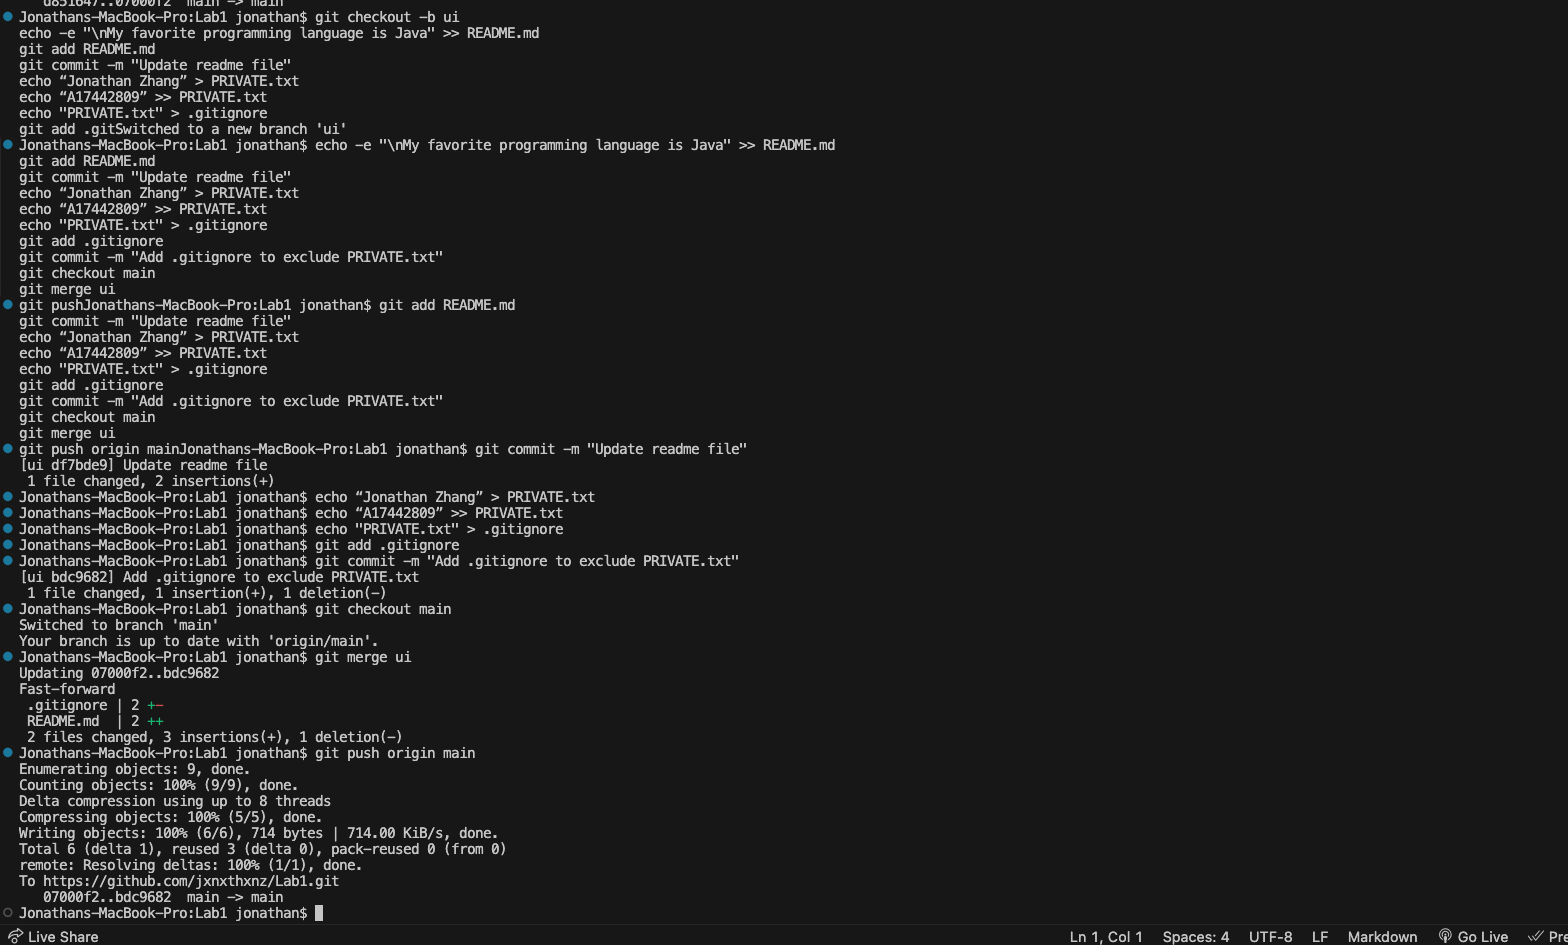 d851647..07000f2  main -> main
Jonathans-MacBook-Pro:Lab1 jonathan$ git checkout -b ui
echo -e "\nMy favorite programming language is Java" >> README.md
git add README.md
git commit -m "Update readme file"
echo “Jonathan Zhang” > PRIVATE.txt
echo “A17442809” >> PRIVATE.txt
echo "PRIVATE.txt" > .gitignore
git add .gitSwitched to a new branch 'ui'
Jonathans-MacBook-Pro:Lab1 jonathan$ echo -e "\nMy favorite programming language is Java" >> README.md
git add README.md
git commit -m "Update readme file"
echo “Jonathan Zhang” > PRIVATE.txt
echo “A17442809” >> PRIVATE.txt
echo "PRIVATE.txt" > .gitignore
git add .gitignore
git commit -m "Add .gitignore to exclude PRIVATE.txt"
git checkout main
git merge ui
git pushJonathans-MacBook-Pro:Lab1 jonathan$ git add README.md
git commit -m "Update readme file"
echo “Jonathan Zhang” > PRIVATE.txt
echo “A17442809” >> PRIVATE.txt
echo "PRIVATE.txt" > .gitignore
git add .gitignore
git commit -m "Add .gitignore to exclude PRIVATE.txt"
git checkout main
git merge ui
git push origin mainJonathans-MacBook-Pro:Lab1 jonathan$ git commit -m "Update readme file"
[ui df7bde9] Update readme file
 1 file changed, 2 insertions(+)
Jonathans-MacBook-Pro:Lab1 jonathan$ echo “Jonathan Zhang” > PRIVATE.txt
Jonathans-MacBook-Pro:Lab1 jonathan$ echo “A17442809” >> PRIVATE.txt
Jonathans-MacBook-Pro:Lab1 jonathan$ echo "PRIVATE.txt" > .gitignore
Jonathans-MacBook-Pro:Lab1 jonathan$ git add .gitignore
Jonathans-MacBook-Pro:Lab1 jonathan$ git commit -m "Add .gitignore to exclude PRIVATE.txt"
[ui bdc9682] Add .gitignore to exclude PRIVATE.txt
 1 file changed, 1 insertion(+), 1 deletion(-)
Jonathans-MacBook-Pro:Lab1 jonathan$ git checkout main
Switched to branch 'main'
Your branch is up to date with 'origin/main'.
Jonathans-MacBook-Pro:Lab1 jonathan$ git merge ui
Updating 07000f2..bdc9682
Fast-forward
 .gitignore | 2 +-
 README.md  | 2 ++
 2 files changed, 3 insertions(+), 1 deletion(-)
Jonathans-MacBook-Pro:Lab1 jonathan$ git push origin main
Enumerating objects: 9, done.
Counting objects: 100% (9/9), done.
Delta compression using up to 8 threads
Compressing objects: 100% (5/5), done.
Writing objects: 100% (6/6), 714 bytes | 714.00 KiB/s, done.
Total 6 (delta 1), reused 3 (delta 0), pack-reused 0 (from 0)
remote: Resolving deltas: 100% (1/1), done.
To https://github.com/jxnxthxnz/Lab1.git
   07000f2..bdc9682  main -> main
Jonathans-MacBook-Pro:Lab1 jonathan$
Live Share Ln 1, Col 1 Spaces: 4 UTF-8 LF Markdown Go Live Pre